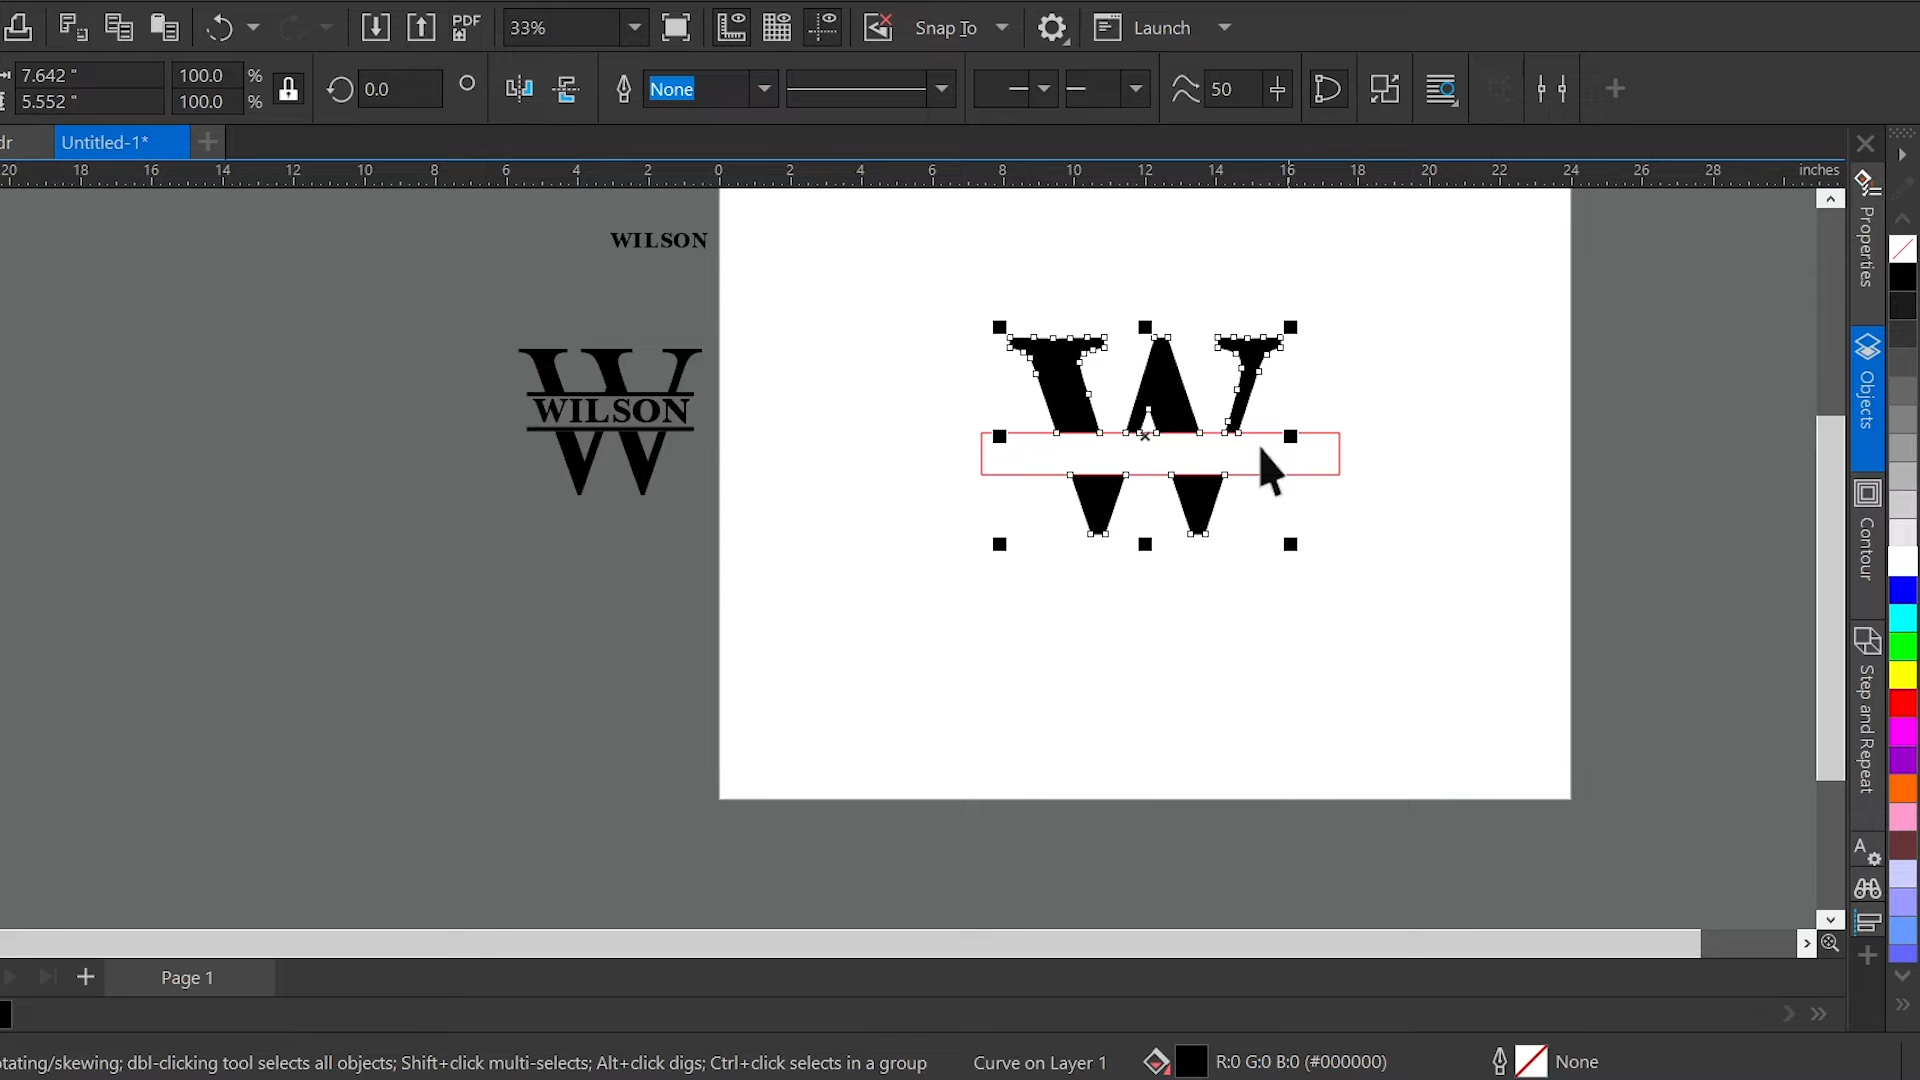 PDF
33%
Snap To
Launch
7.642 "
5.552 "
100.0 %
100.0 %
0.0
None
50
dr
Untitled-1*
20 18 16 14 12 10 8 6 4 2 0 2 4 6 8 10 12 14 16 18 20 22 24 26 28 inches
WILSON
W
WILSON
W
Properties
Objects
Contour
Step and Repeat
Page 1
otating/skewing; dbl-clicking tool selects all objects; Shift+click multi-selects; Alt+click digs; Ctrl+click selects in a group
Curve on Layer 1
R:0 G:0 B:0 (#000000)
None